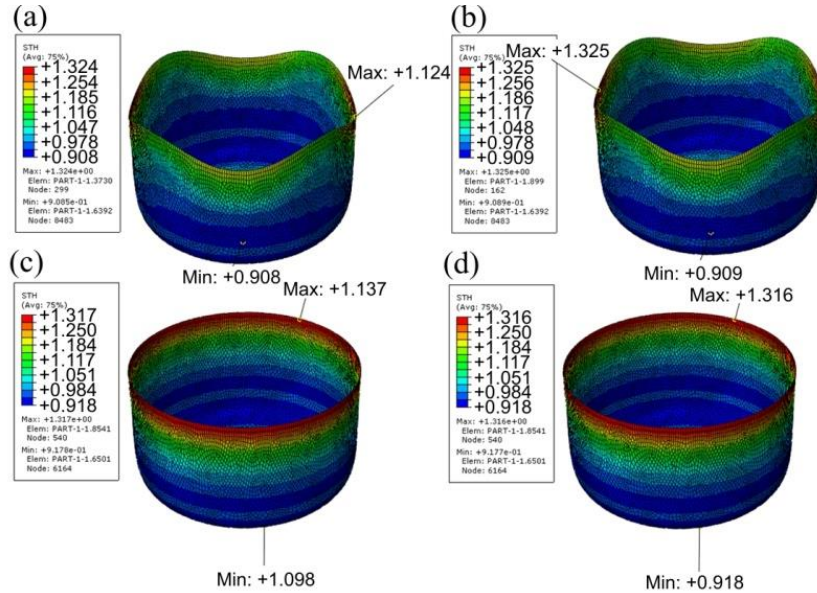 (a)
STH
(Avg: 75%)
+1.324
+1.254
+1.185
+1.116
+1.047
+0.978
+0.908
Max: +1.324e+00
Elem: PART-1-1.3730
Node: 299
Min: +9.085e-01
Elem: PART-1-1.6392
Node: 8483
Max: +1.124
Min: +0.908
(b)
STH
(Avg: 75%)
+1.325
+1.256
+1.186
+1.117
+1.048
+0.978
+0.909
Max: +1.325e+00
Elem: PART-1-1.899
Node: 162
Min: +9.089e-01
Elem: PART-1-1.6392
Node: 8483
Max: +1.325
Min: +0.909
(c)
STH
(Avg: 75%)
+1.317
+1.250
+1.184
+1.117
+1.051
+0.984
+0.918
Max: +1.317e+00
Elem: PART-1-1.8541
Node: 540
Min: +9.178e-01
Elem: PART-1-1.6501
Node: 6164
Max: +1.137
Min: +1.098
(d)
STH
(Avg: 75%)
+1.316
+1.250
+1.184
+1.117
+1.051
+0.984
+0.918
Max: +1.316e+00
Elem: PART-1-1.8541
Node: 540
Min: +9.177e-01
Elem: PART-1-1.6501
Node: 6164
Max: +1.316
Min: +0.918